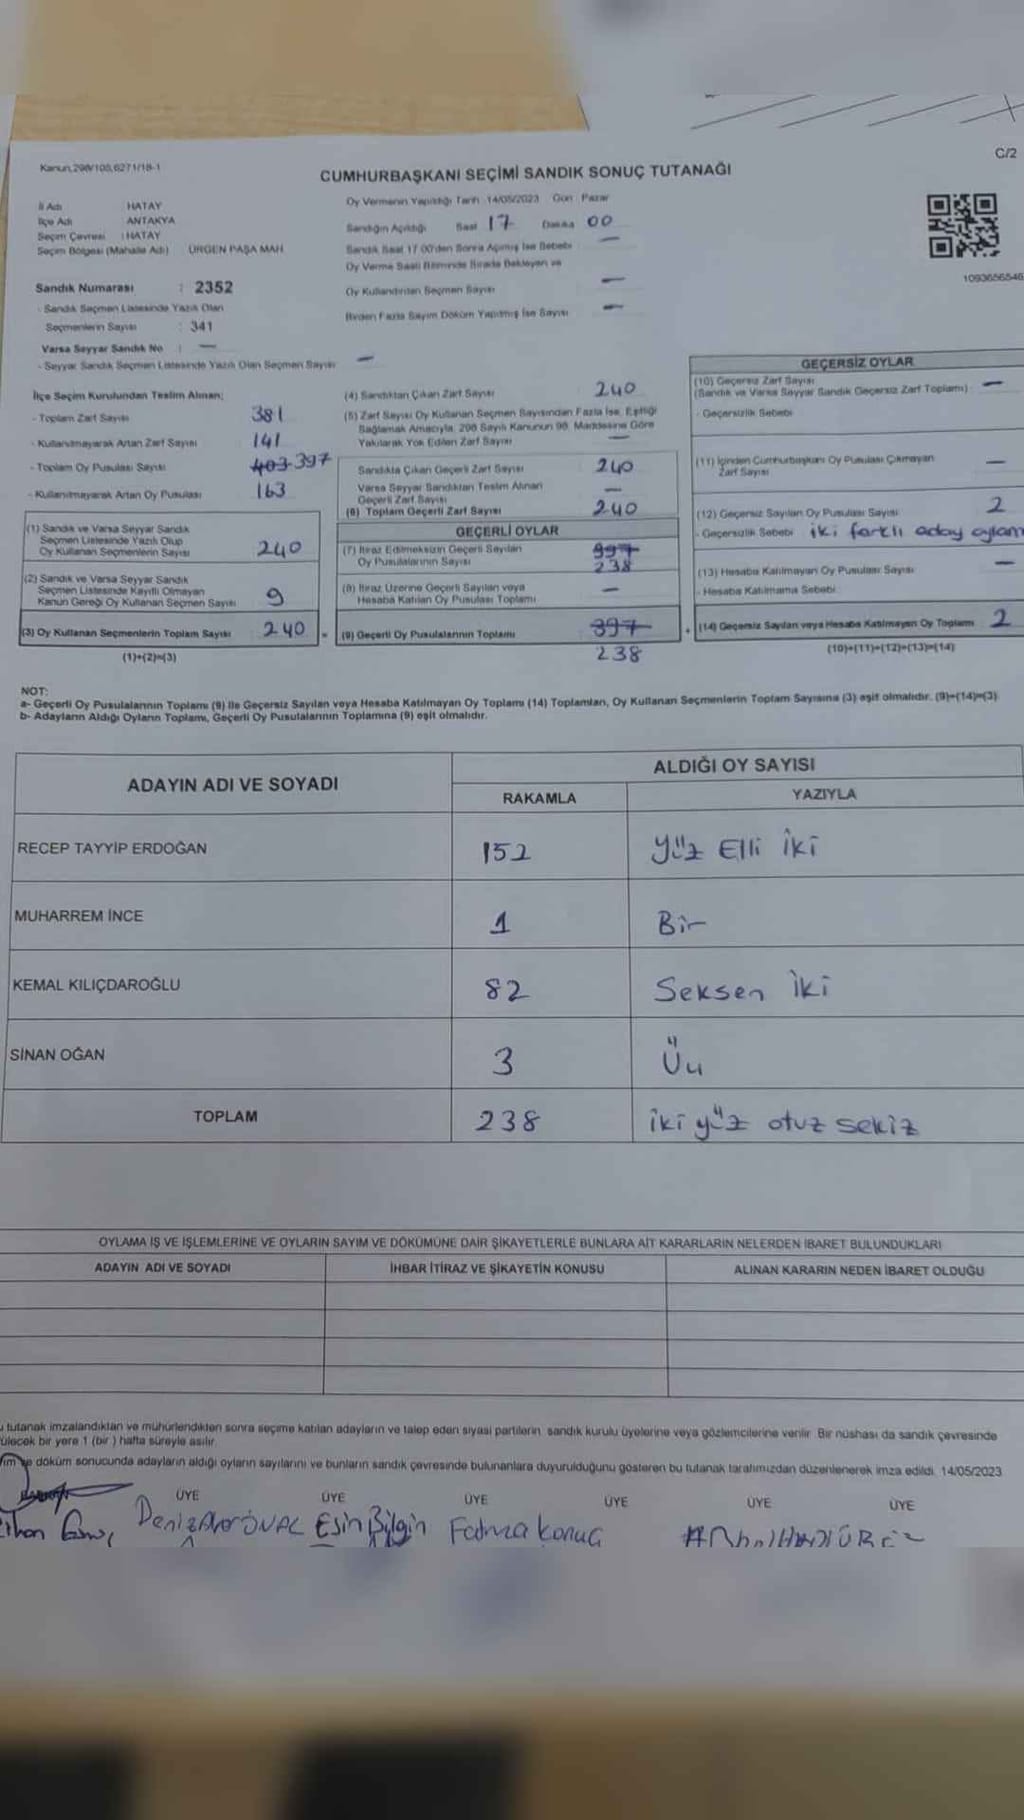 Kanun,298/105,6271/18-1
C/2
CUMHURBAŞKANI SEÇİMİ SANDIK SONUÇ TUTANAĞI
İl Adı HATAY
İlçe Adı ANTAKYA
Seçim Çevresi : HATAY
Seçim Bölgesi (Mahalle Adı) ÜRGEN PAŞA MAH
Oy Vermenin Yapıldığı Tarih 14/05/2023 Gün Pazar
Sandığın Açıldığı Saat 17 Dakika 00
Sandık Saat 17.00'den Sonra Açılmış İse Sebebi —
Oy Verme Saati Bitiminde Sırada Bekleyen ve
Oy Kullandırılan Seçmen Sayısı —
Birden Fazla Sayım Döküm Yapılmış İse Sayısı —
1093656546
Sandık Numarası : 2352
- Sandık Seçmen Listesinde Yazılı Olan
Seçmenlerin Sayısı : 341
Varsa Seyyar Sandık No : —
- Seyyar Sandık Seçmen Listesinde Yazılı Olan Seçmen Sayısı —
İlçe Seçim Kurulundan Teslim Alınan;
- Toplam Zarf Sayısı 381
- Kullanılmayarak Artan Zarf Sayısı 141
- Toplam Oy Pusulası Sayısı 403 397
- Kullanılmayarak Artan Oy Pusulası 163
(1) Sandık ve Varsa Seyyar Sandık
Seçmen Listesinde Yazılı Olup
Oy Kullanan Seçmenlerin Sayısı 240
(2) Sandık ve Varsa Seyyar Sandık
Seçmen Listesinde Kayıtlı Olmayan
Kanun Gereği Oy Kullanan Seçmen Sayısı 9
(3) Oy Kullanan Seçmenlerin Toplam Sayısı 240
(1)+(2)=(3)
(4) Sandıktan Çıkan Zarf Sayısı 240
(5) Zarf Sayısı Oy Kullanan Seçmen Sayısından Fazla İse, Eşitliği
Sağlamak Amacıyla, 298 Sayılı Kanunun 98. Maddesine Göre
Yakılarak Yok Edilen Zarf Sayısı —
Sandıkta Çıkan Geçerli Zarf Sayısı 240
Varsa Seyyar Sandıktan Teslim Alınan
Geçerli Zarf Sayısı —
(6) Toplam Geçerli Zarf Sayısı 240
GEÇERLİ OYLAR
(7) İtiraz Edilmeksizin Geçerli Sayılan
Oy Pusulalarının Sayısı 397 238
(8) İtiraz Üzerine Geçerli Sayılan veya
Hesaba Katılan Oy Pusulası Toplamı —
= (9) Geçerli Oy Pusulalarının Toplamı 397
238
GEÇERSİZ OYLAR
(10) Geçersiz Zarf Sayısı
(Sandık ve Varsa Seyyar Sandık Geçersiz Zarf Toplamı) —
- Geçersizlik Sebebi
(11) İçinden Cumhurbaşkanı Oy Pusulası Çıkmayan
Zarf Sayısı —
(12) Geçersiz Sayılan Oy Pusulası Sayısı 2
- Geçersizlik Sebebi iki farklı aday oylam
(13) Hesaba Katılmayan Oy Pusulası Sayısı —
- Hesaba Katılmama Sebebi
+ (14) Geçersiz Sayılan veya Hesaba Katılmayan Oy Toplamı 2
(10)+(11)+(12)+(13)=(14)
NOT:
a- Geçerli Oy Pusulalarının Toplamı (9) ile Geçersiz Sayılan veya Hesaba Katılmayan Oy Toplamı (14) Toplamları, Oy Kullanan Seçmenlerin Toplam Sayısına (3) eşit olmalıdır. (9)+(14)=(3)
b- Adayların Aldığı Oyların Toplamı, Geçerli Oy Pusulalarının Toplamına (9) eşit olmalıdır.
ADAYIN ADI VE SOYADI
ALDIĞI OY SAYISI
RAKAMLA YAZIYLA
RECEP TAYYİP ERDOĞAN 152 Yüz Elli İki
MUHARREM İNCE 1 Bir
KEMAL KILIÇDAROĞLU 82 Seksen İki
SİNAN OĞAN 3 Üç
TOPLAM 238 iki yüz otuz sekiz
OYLAMA İŞ VE İŞLEMLERİNE VE OYLARIN SAYIM VE DÖKÜMÜNE DAİR ŞİKAYETLERLE BUNLARA AİT KARARLARIN NELERDEN İBARET BULUNDUKLARI
ADAYIN ADI VE SOYADI İHBAR İTİRAZ VE ŞİKAYETİN KONUSU ALINAN KARARIN NEDEN İBARET OLDUĞU
u tutanak imzalandıktan ve mühürlendikten sonra seçime katılan adayların ve talep eden siyasi partilerin sandık kurulu üyelerine veya gözlemcilerine verilir. Bir nüshası da sandık çevresinde
ülecek bir yere 1 (bir ) hafta süreyle asılır.
ım ve döküm sonucunda adayların aldığı oyların sayılarını ve bunların sandık çevresinde bulunanlara duyurulduğunu gösteren bu tutanak tarafımızdan düzenlenerek imza edildi. 14/05/2023
ÜYE ÜYE ÜYE ÜYE ÜYE ÜYE
Esin Bilgin Fatma Konuç